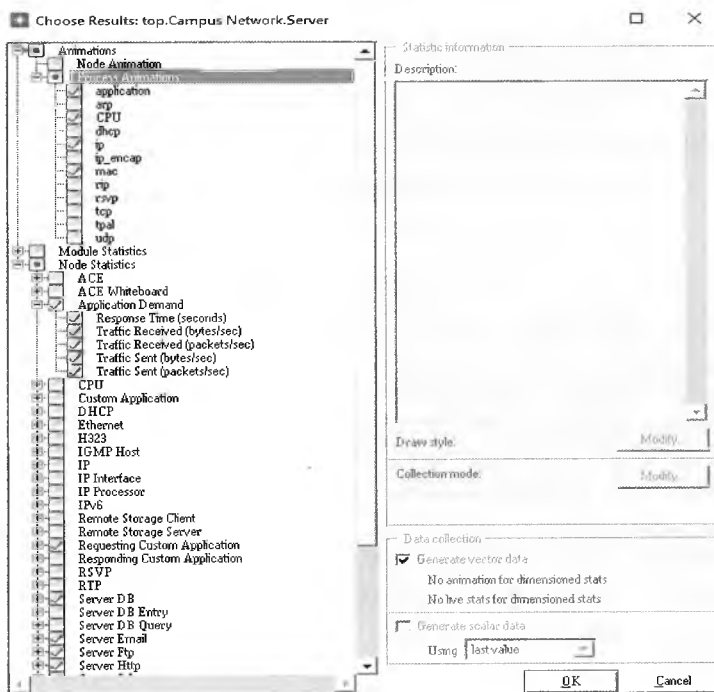 Choose Results: top.Campus Network.Server
Animations
Node Animation
Process Animations
application
arp
CPU
dhcp
ip
ip_encap
mac
rip
rsvp
tcp
tpal
udp
Module Statistics
Node Statistics
ACE
ACE Whiteboard
Application Demand
Response Time (seconds)
Traffic Received (bytes/sec)
Traffic Received (packets/sec)
Traffic Sent (bytes/sec)
Traffic Sent (packets/sec)
CPU
Custom Application
DHCP
Ethernet
H323
IGMP Host
IP
IP Interface
IP Processor
IPv6
Remote Storage Client
Remote Storage Server
Requesting Custom Application
Responding Custom Application
RSVP
RTP
Server DB
Server DB Entry
Server DB Query
Server Email
Server Ftp
Server Http
Statistic information
Description:
Draw style:
Modify...
Collection mode:
Modify...
Data collection
Generate vector data
No animation for dimensioned stats
No live stats for dimensioned stats
Generate scalar data
Using last value
OK Cancel